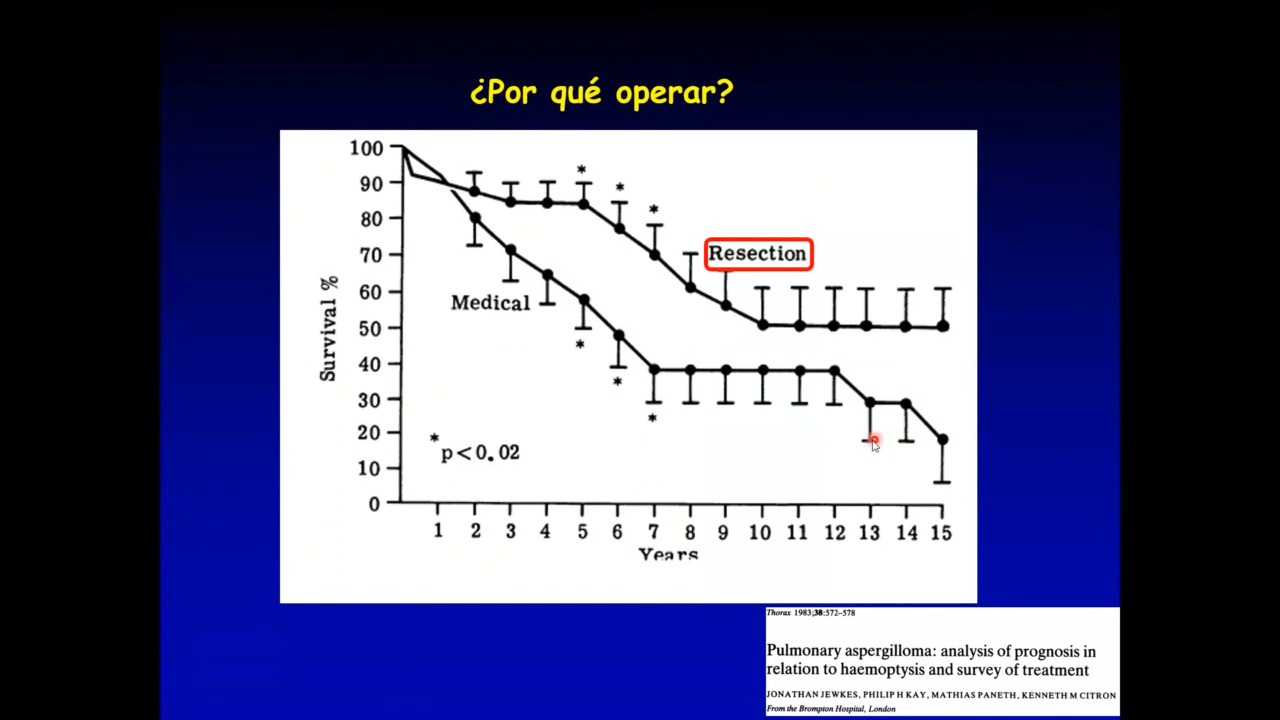 ¿Por qué operar?
100
90
80
70
60
50
40
30
20
10
0
Survival %
*
*
*
Resection
Medical
*
*
*
* p<0.02
1 2 3 4 5 6 7 8 9 10 11 12 13 14 15
Years
Thorax 1983;38:572–578
Pulmonary aspergilloma: analysis of prognosis in
relation to haemoptysis and survey of treatment
JONATHAN JEWKES, PHILIP H KAY, MATHIAS PANETH, KENNETH M CITRON
From the Brompton Hospital, London